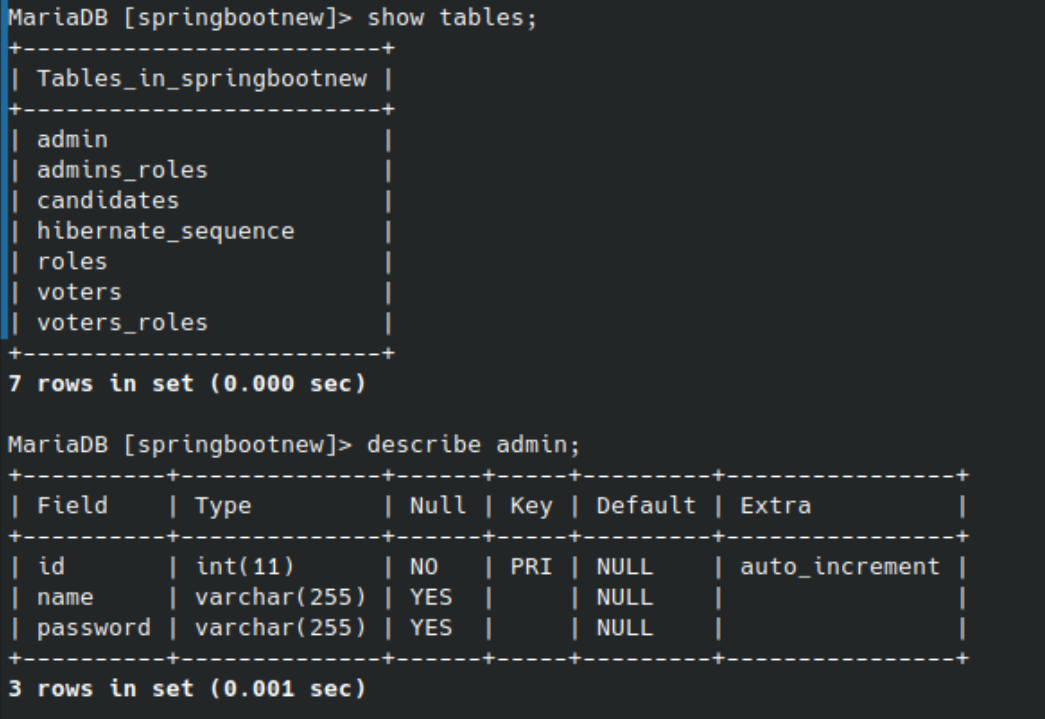 MariaDB [springbootnew]> show tables;
+-------------------------+
| Tables_in_springbootnew |
+-------------------------+
| admin                   |
| admins_roles            |
| candidates              |
| hibernate_sequence      |
| roles                   |
| voters                  |
| voters_roles            |
+-------------------------+
7 rows in set (0.000 sec)

MariaDB [springbootnew]> describe admin;
+----------+--------------+------+-----+---------+----------------+
| Field    | Type         | Null | Key | Default | Extra          |
+----------+--------------+------+-----+---------+----------------+
| id       | int(11)      | NO   | PRI | NULL    | auto_increment |
| name     | varchar(255) | YES  |     | NULL    |                |
| password | varchar(255) | YES  |     | NULL    |                |
+----------+--------------+------+-----+---------+----------------+
3 rows in set (0.001 sec)